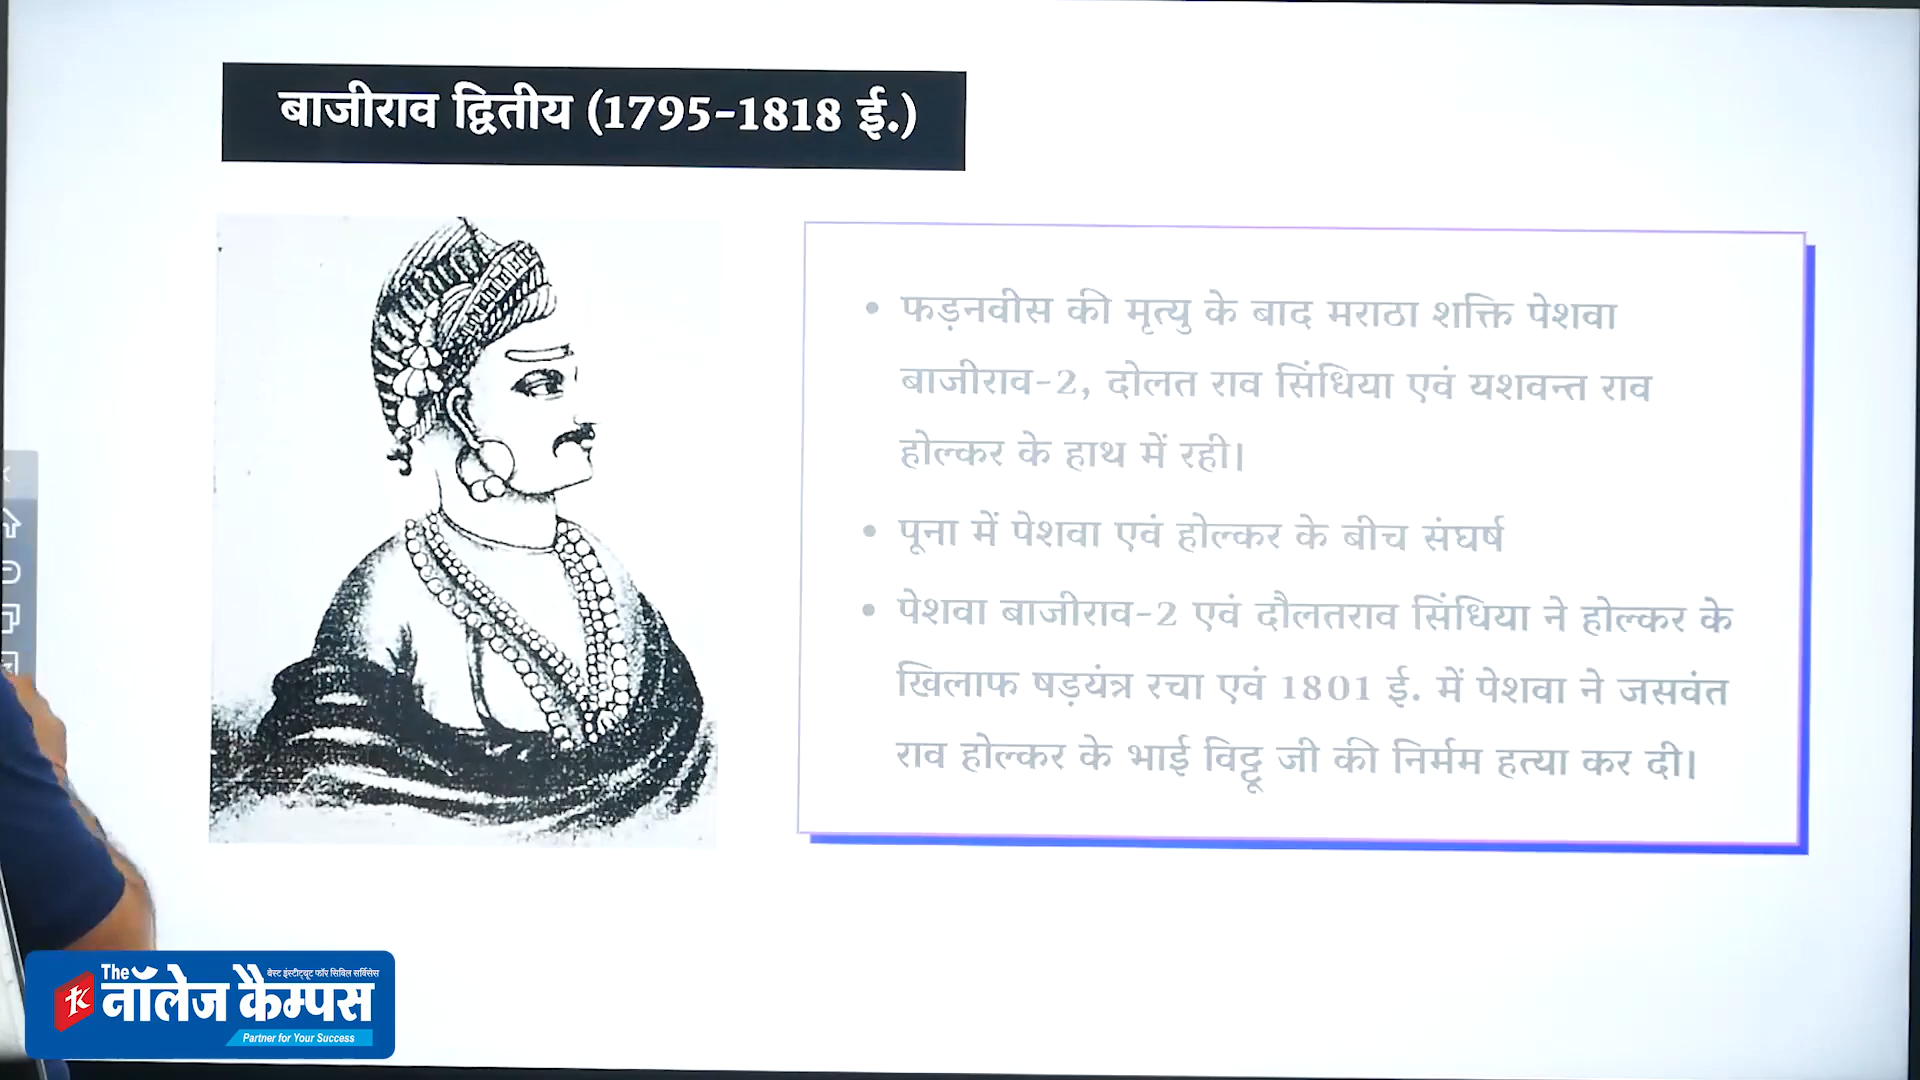 बाजीराव द्वितीय (1795-1818 ई.)
• फड़नवीस की मृत्यु के बाद मराठा शक्ति पेशवा
बाजीराव-2, दोलत राव सिंधिया एवं यशवन्त राव
होल्कर के हाथ में रही।
• पूना में पेशवा एवं होल्कर के बीच संघर्ष
• पेशवा बाजीराव-2 एवं दौलतराव सिंधिया ने होल्कर के
खिलाफ षड़यंत्र रचा एवं 1801 ई. में पेशवा ने जसवंत
राव होल्कर के भाई विट्टू जी की निर्मम हत्या कर दी।
The बेस्ट इंस्टीट्यूट फॉर सिविल सर्विसेस
नॉलेज कैम्पस
Partner for Your Success